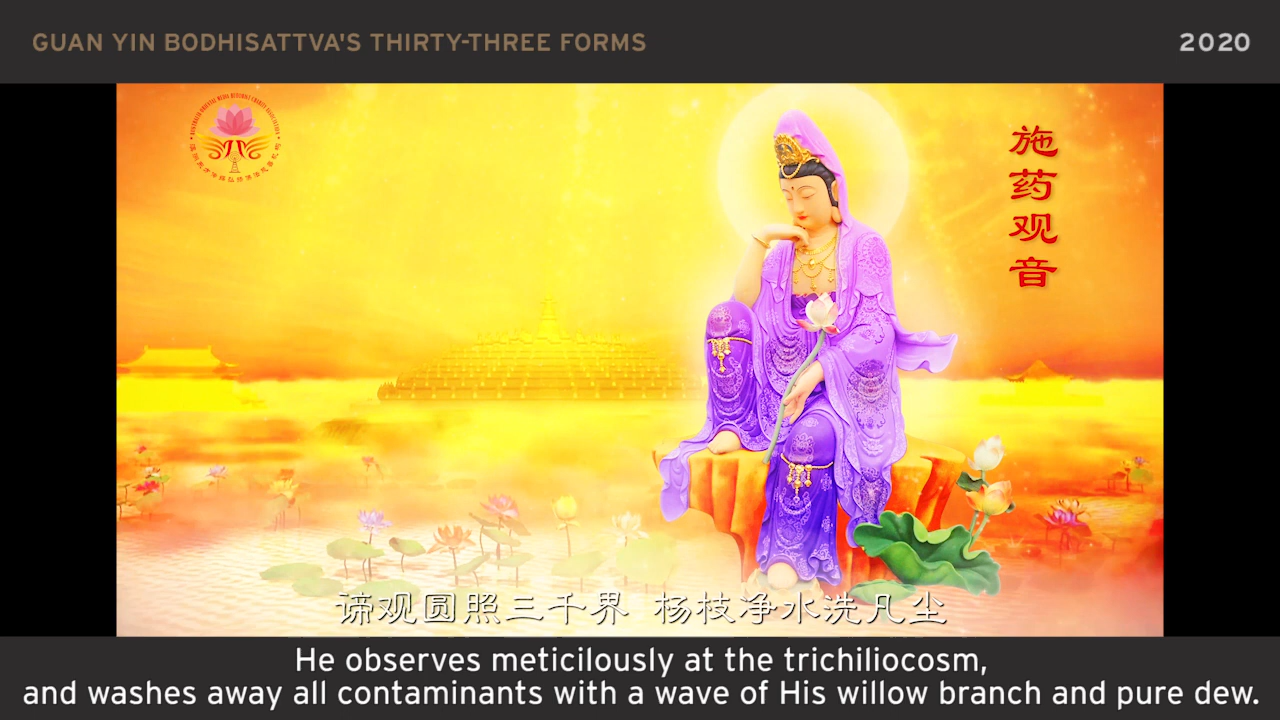 GUAN YIN BODHISATTVA'S THIRTY-THREE FORMS
2020
施药观音
谛观圆照三千界 杨枝净水洗凡尘
He observes meticilously at the trichiliocosm,
and washes away all contaminants with a wave of His willow branch and pure dew.